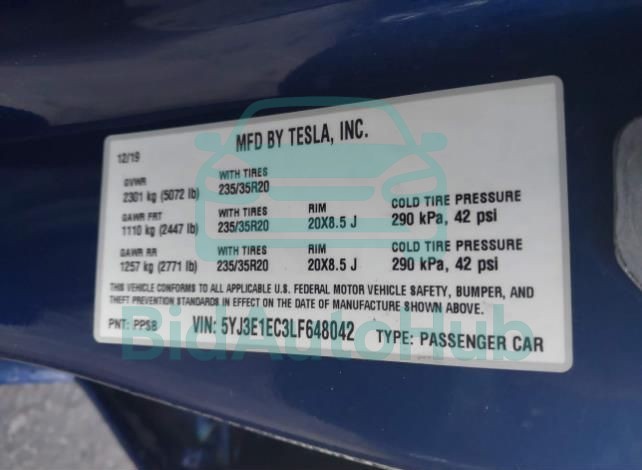 MFD BY TESLA, INC.
12/19
GVWR
2301 kg (5072 lb)
WITH TIRES
235/35R20
GAWR FRT
1110 kg (2447 lb)
WITH TIRES
235/35R20
RIM
20X8.5 J
COLD TIRE PRESSURE
290 kPa, 42 psi
GAWR RR
1257 kg (2771 lb)
WITH TIRES
235/35R20
RIM
20X8.5 J
COLD TIRE PRESSURE
290 kPa, 42 psi
THIS VEHICLE CONFORMS TO ALL APPLICABLE U.S. FEDERAL MOTOR VEHICLE SAFETY, BUMPER, AND
THEFT PREVENTION STANDARDS IN EFFECT ON THE DATE OF MANUFACTURE SHOWN ABOVE.
PNT: PPSB VIN: 5YJ3E1EC3LF648042 TYPE: PASSENGER CAR
BidAutoHub